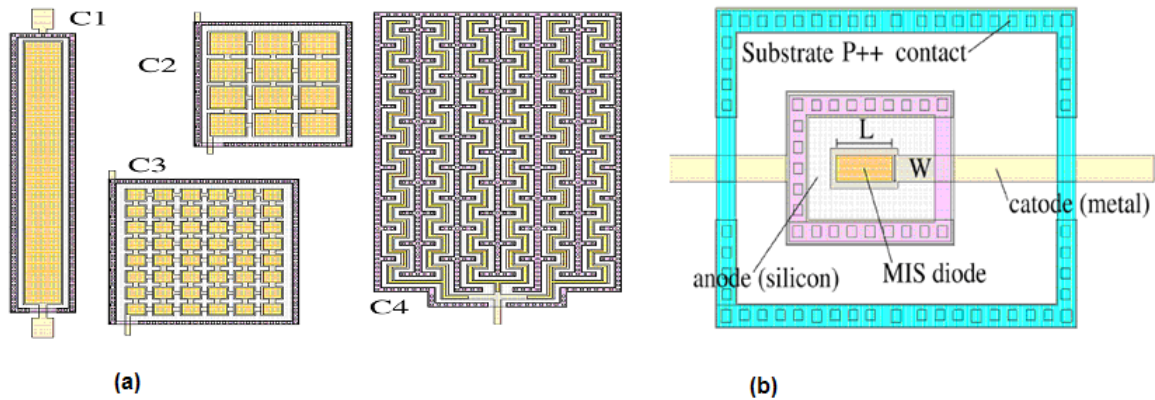 C1
C2
C3
C4
(a)
Substrate P++ contact
L
W
catode (metal)
anode (silicon)
MIS diode
(b)